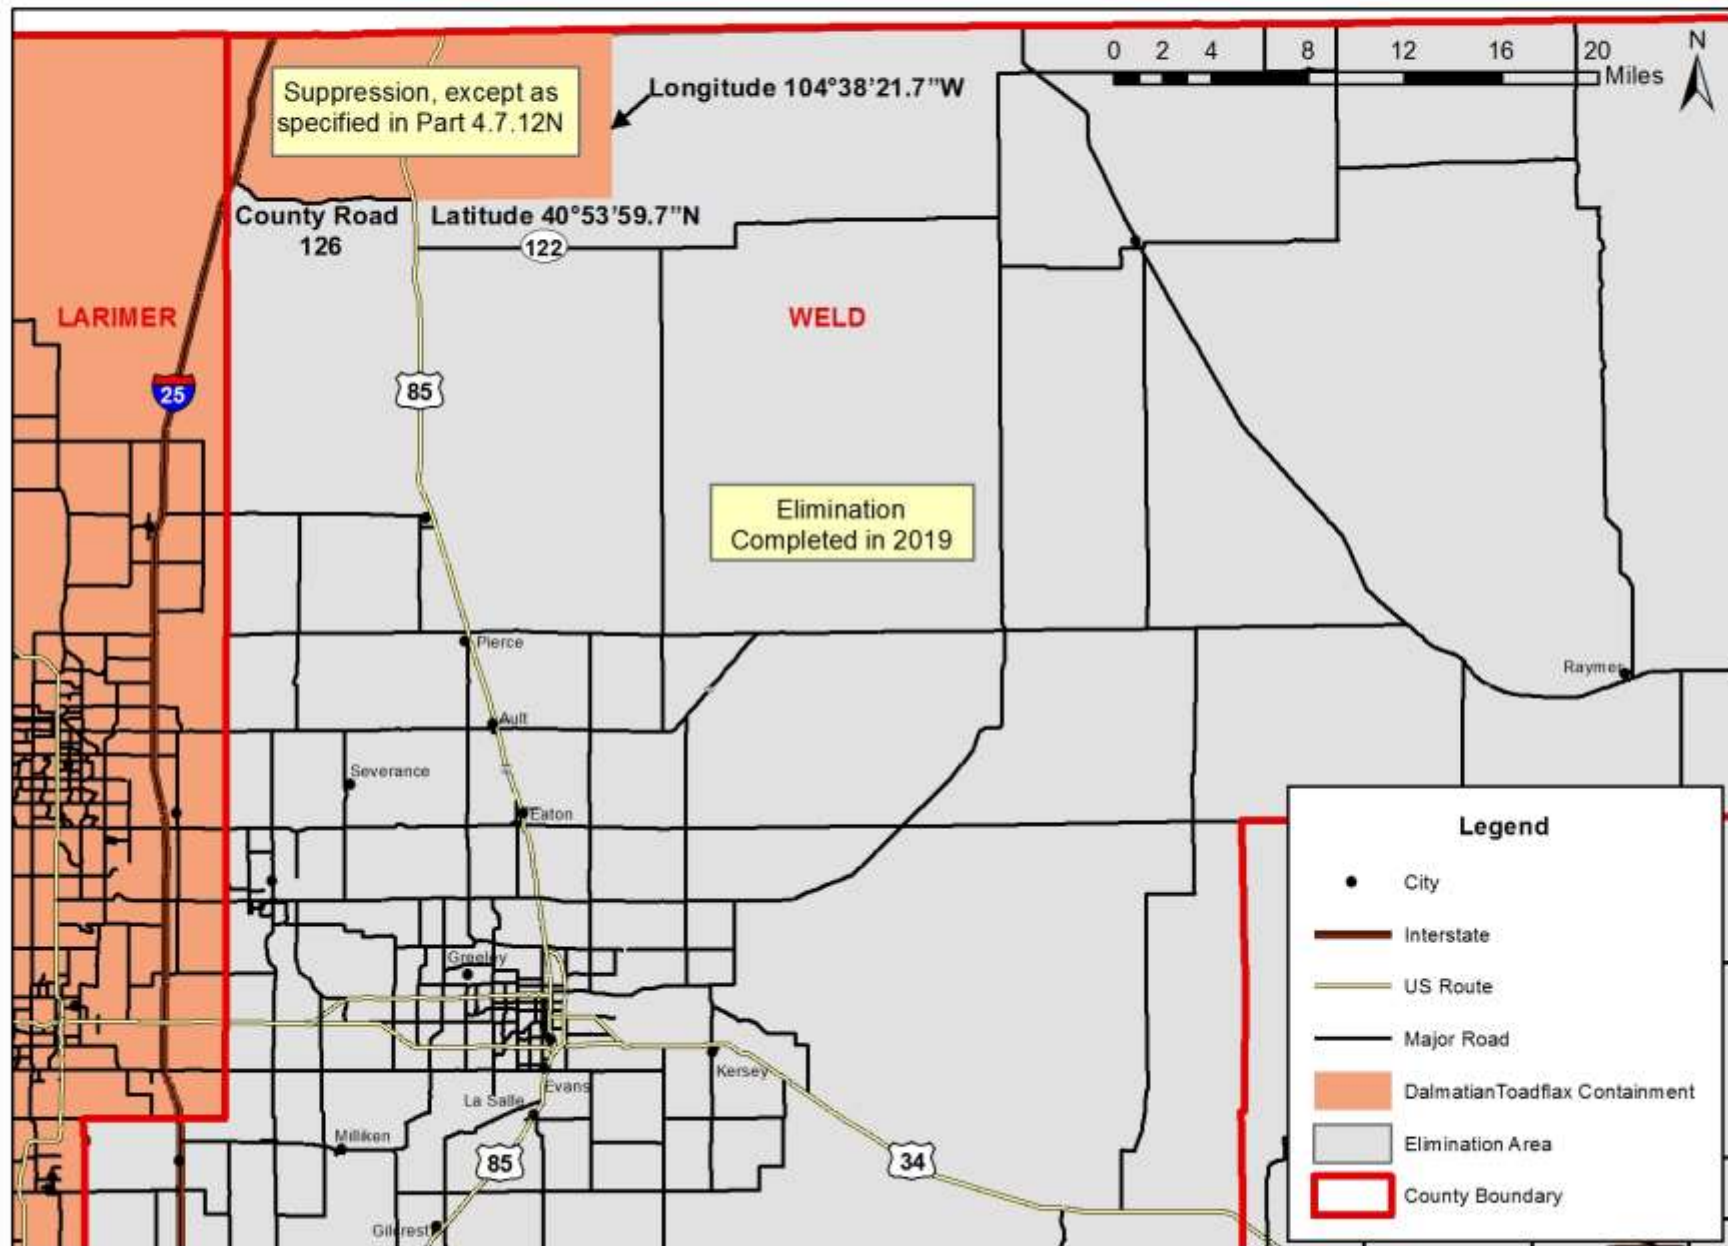 0 2 4 8 12 16 20
Miles
N
Suppression, except as
specified in Part 4.7.12N
Longitude 104°38'21.7"W
County Road
126
Latitude 40°53'59.7"N
122
LARIMER
WELD
25
85
Elimination
Completed in 2019
Pierce
Raymer
Ault
Severance
Eaton
Greeley
Kersey
Evans
La Salle
Milliken
85
34
Gilcrest
Legend
City
Interstate
US Route
Major Road
DalmatianToadflax Containment
Elimination Area
County Boundary